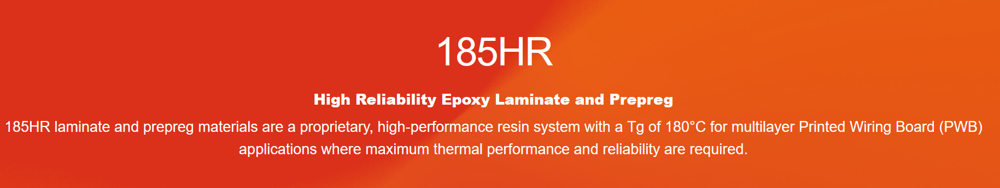 185HR
High Reliability Epoxy Laminate and Prepreg
185HR laminate and prepreg materials are a proprietary, high-performance resin system with a Tg of 180°C for multilayer Printed Wiring Board (PWB)
applications where maximum thermal performance and reliability are required.